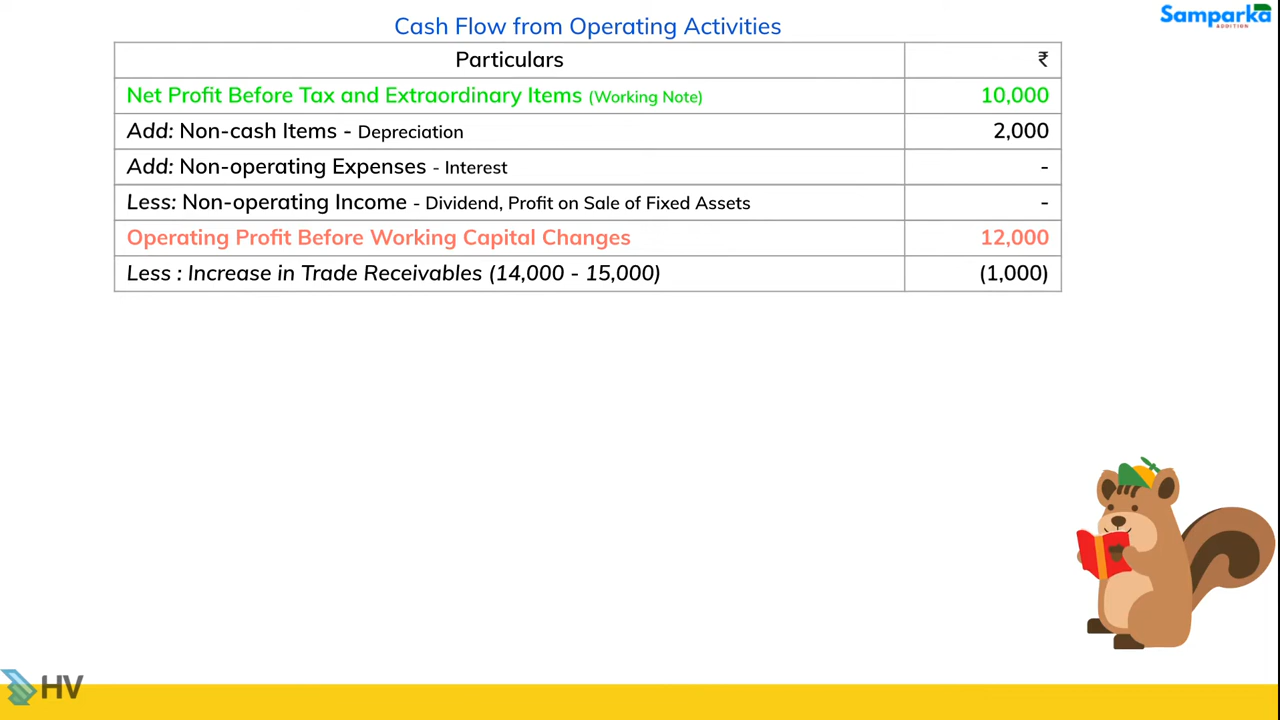 Cash Flow from Operating Activities
Samparka
ADDITION
Particulars ₹
Net Profit Before Tax and Extraordinary Items (Working Note) 10,000
Add: Non-cash Items - Depreciation 2,000
Add: Non-operating Expenses - Interest -
Less: Non-operating Income - Dividend, Profit on Sale of Fixed Assets -
Operating Profit Before Working Capital Changes 12,000
Less : Increase in Trade Receivables (14,000 - 15,000) (1,000)
HV